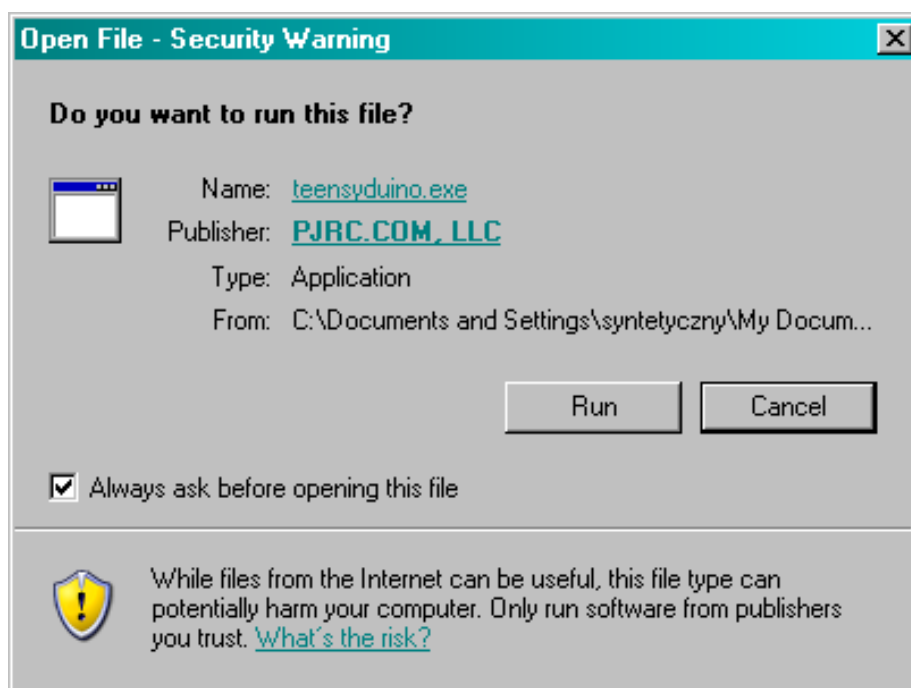 Open File - Security Warning
Do you want to run this file?
Name: teensyduino.exe
Publisher: PJRC.COM, LLC
Type: Application
From: C:\Documents and Settings\syntetyczny\My Docum...
Run Cancel
Always ask before opening this file
While files from the Internet can be useful, this file type can
potentially harm your computer. Only run software from publishers
you trust. What´s the risk?